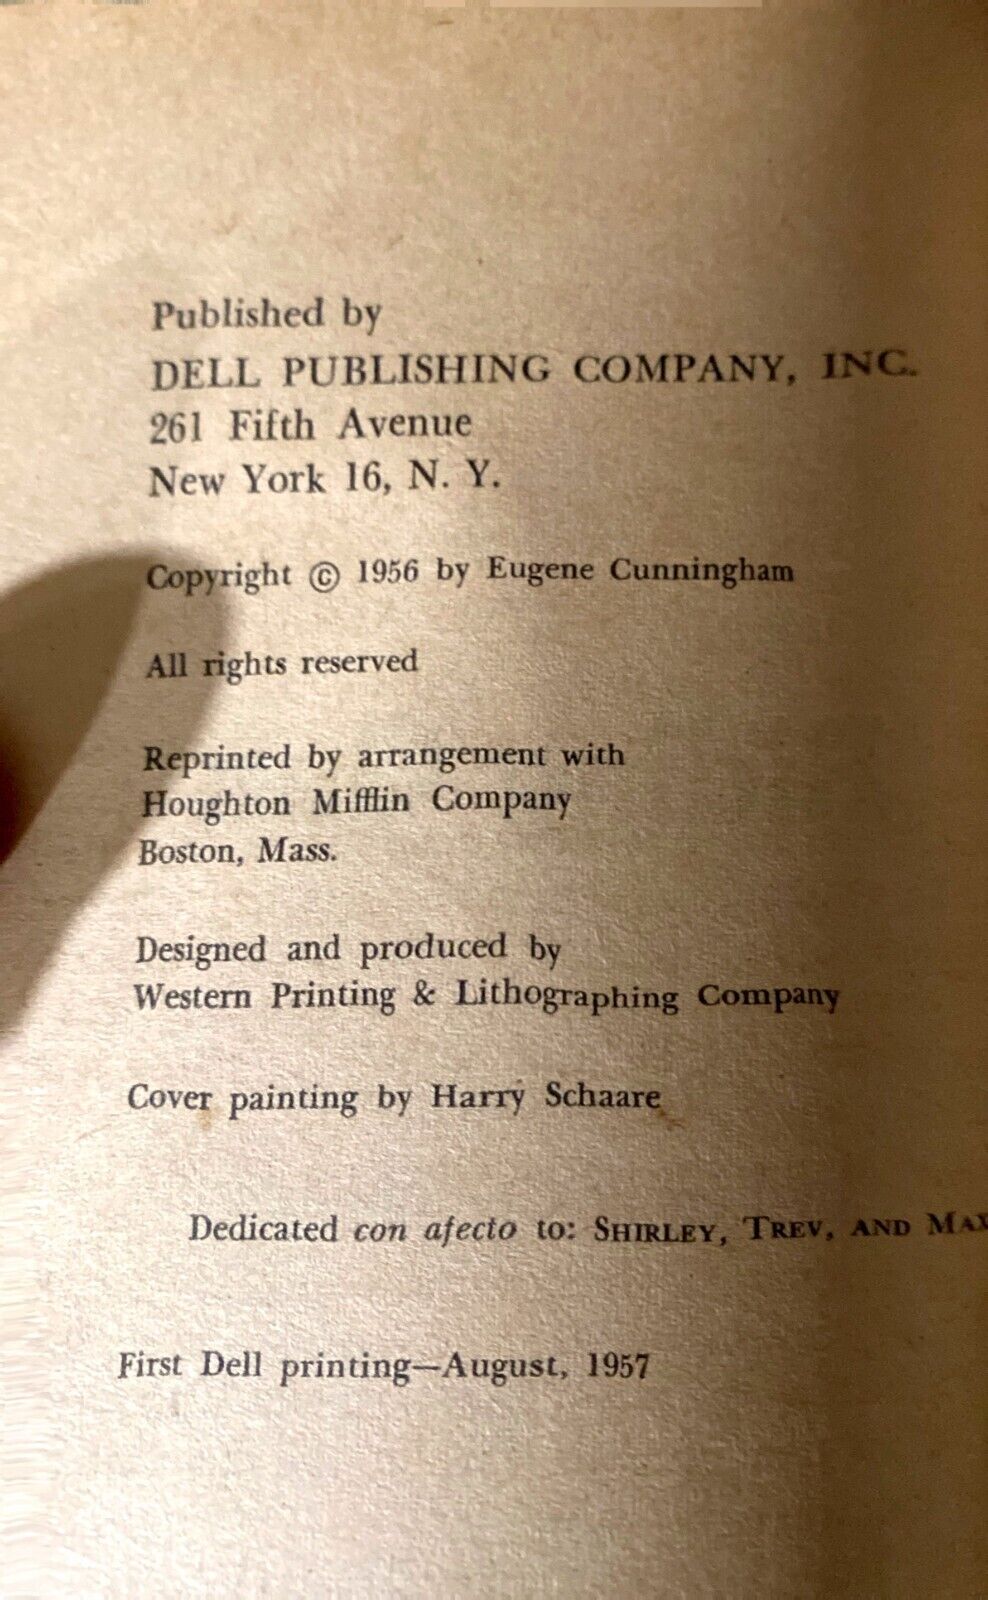 Published by
DELL PUBLISHING COMPANY, INC.
261 Fifth Avenue
New York 16, N. Y.
Copyright © 1956 by Eugene Cunningham
All rights reserved
Reprinted by arrangement with
Houghton Mifflin Company
Boston, Mass.
Designed and produced by
Western Printing & Lithographing Company
Cover painting by Harry Schaare
Dedicated con afecto to: SHIRLEY, TREV, AND
First Dell printing—August, 1957